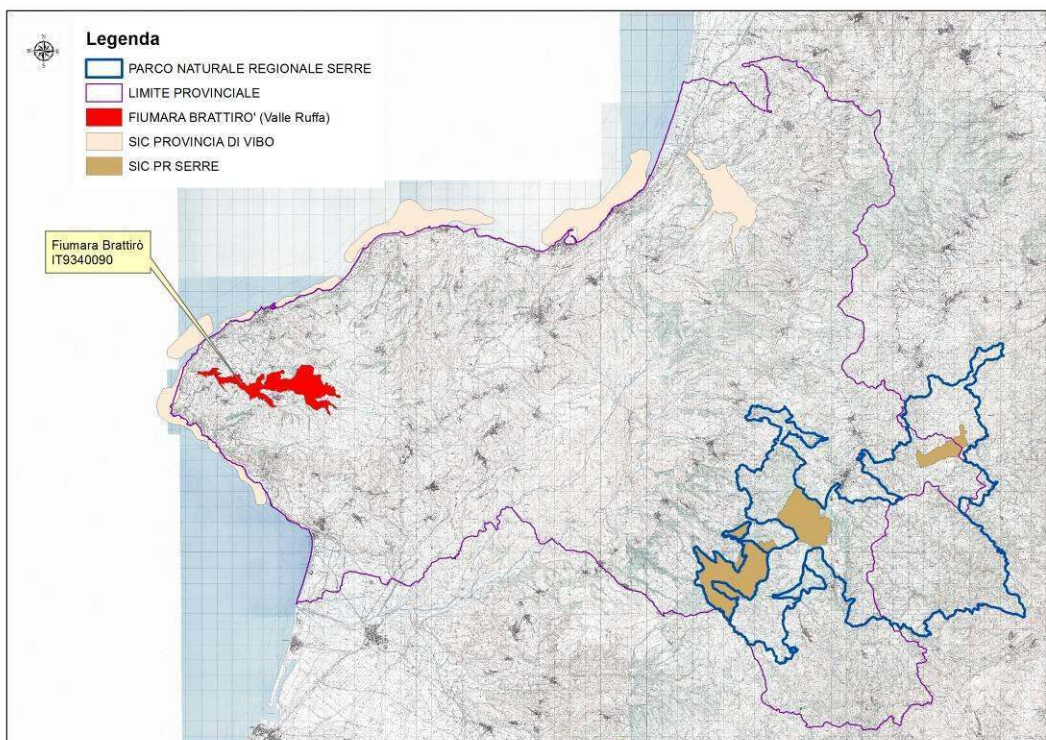 Legenda
PARCO NATURALE REGIONALE SERRE
LIMITE PROVINCIALE
FIUMARA BRATTIRO' (Valle Ruffa)
SIC PROVINCIA DI VIBO
SIC PR SERRE
Fiumara Brattirò
IT9340090